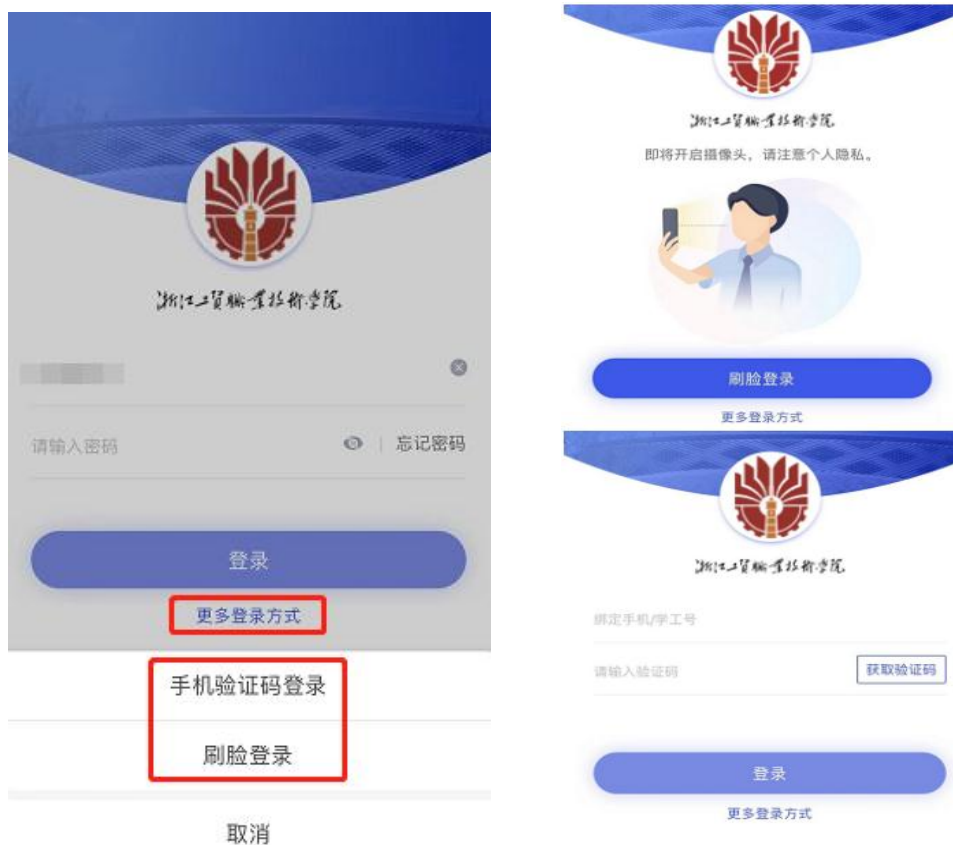 浙江工贸职业技术学院
请输入密码
忘记密码
登录
更多登录方式
手机验证码登录
刷脸登录
取消
浙江工贸职业技术学院
即将开启摄像头，请注意个人隐私。
刷脸登录
更多登录方式
浙江工贸职业技术学院
绑定手机/学工号
请输入验证码
获取验证码
登录
更多登录方式